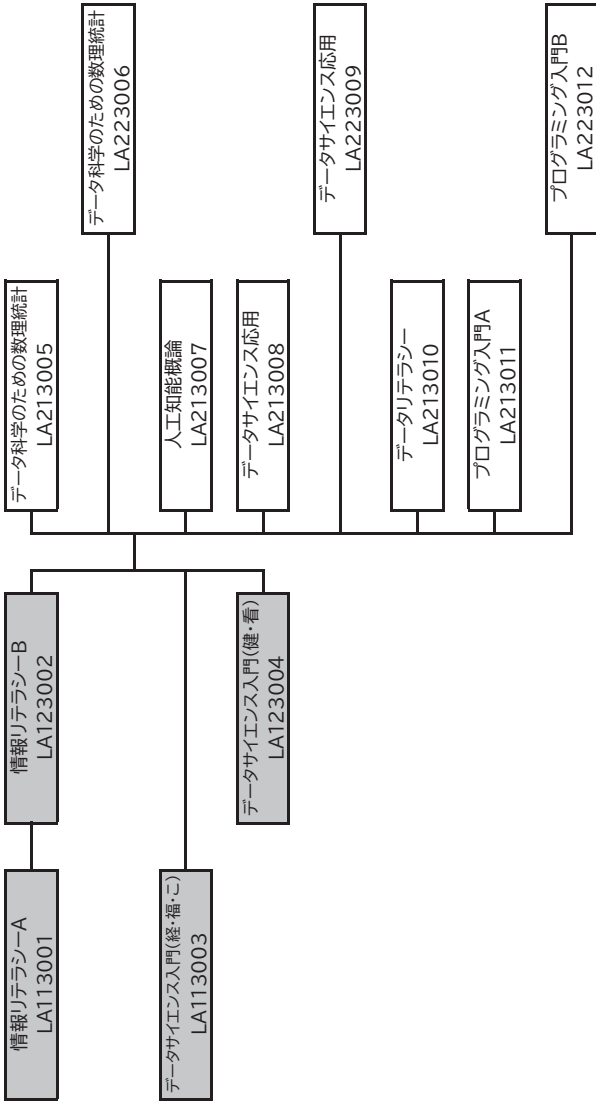 情報リテラシーA
LA113001
データサイエンス入門(経・福・こ)
LA113003
情報リテラシーB
LA123002
データサイエンス入門(健・看)
LA123004
データ科学のための数理統計
LA213005
人工知能概論
LA213007
データサイエンス応用
LA213008
データリテラシー
LA213010
プログラミング入門A
LA213011
データ科学のための数理統計
LA223006
データサイエンス応用
LA223009
プログラミング入門B
LA223012